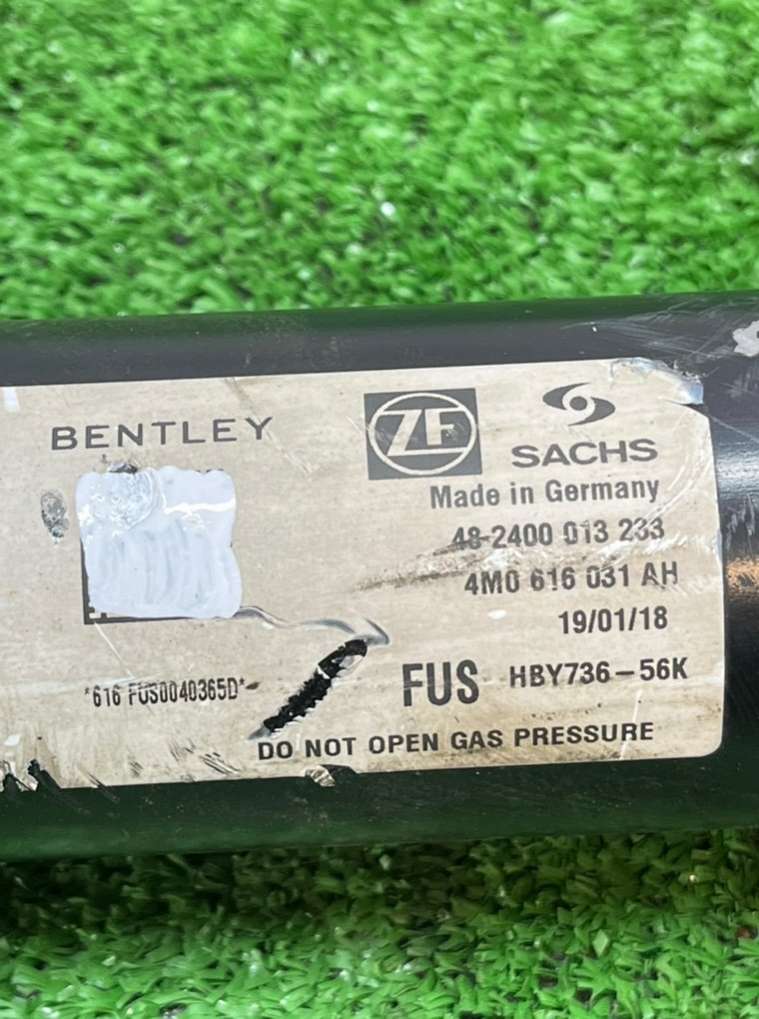 BENTLEY
ZF
SACHS
Made in Germany
48-2400 013 233
4M0 616 031 AH
19/01/18
*616 FUS0040365D*
FUS HBY736-56K
DO NOT OPEN GAS PRESSURE